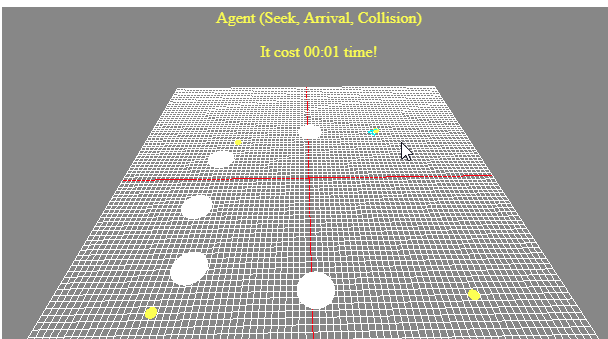 Agent (Seek, Arrival, Collision)
It cost 00:01 time!